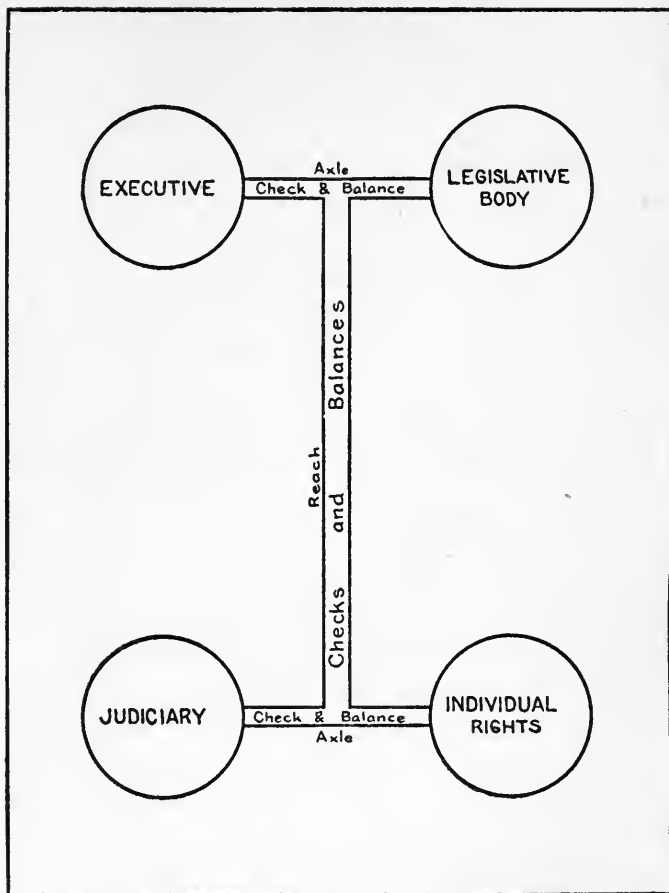 Axle
EXECUTIVE
Check & Balance
LEGISLATIVE
BODY
Reach
Checks and Balances
JUDICIARY
Check & Balance
INDIVIDUAL
RIGHTS
Axle